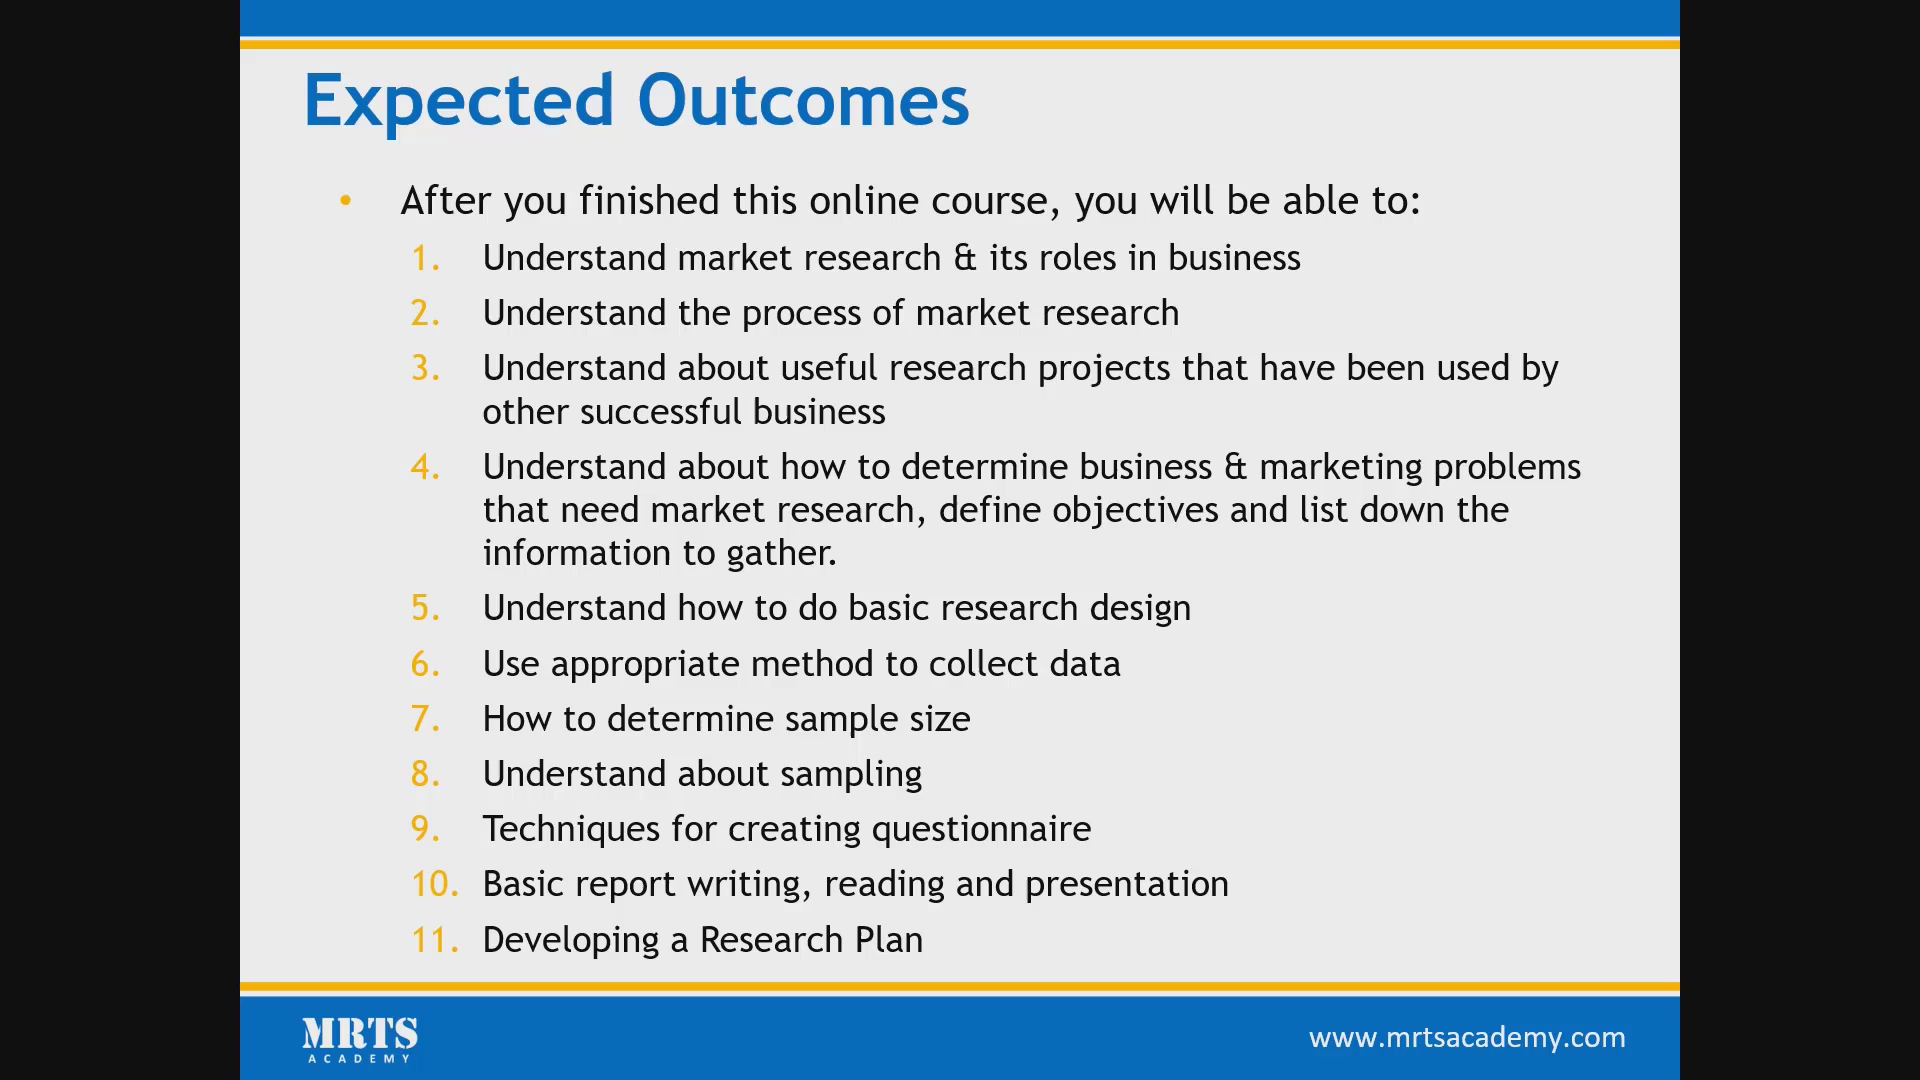 Expected Outcomes
• After you finished this online course, you will be able to:
1. Understand market research & its roles in business
2. Understand the process of market research
3. Understand about useful research projects that have been used by
other successful business
4. Understand about how to determine business & marketing problems
that need market research, define objectives and list down the
information to gather.
5. Understand how to do basic research design
6. Use appropriate method to collect data
7. How to determine sample size
8. Understand about sampling
9. Techniques for creating questionnaire
10. Basic report writing, reading and presentation
11. Developing a Research Plan
MRTS
ACADEMY
www.mrtsacademy.com